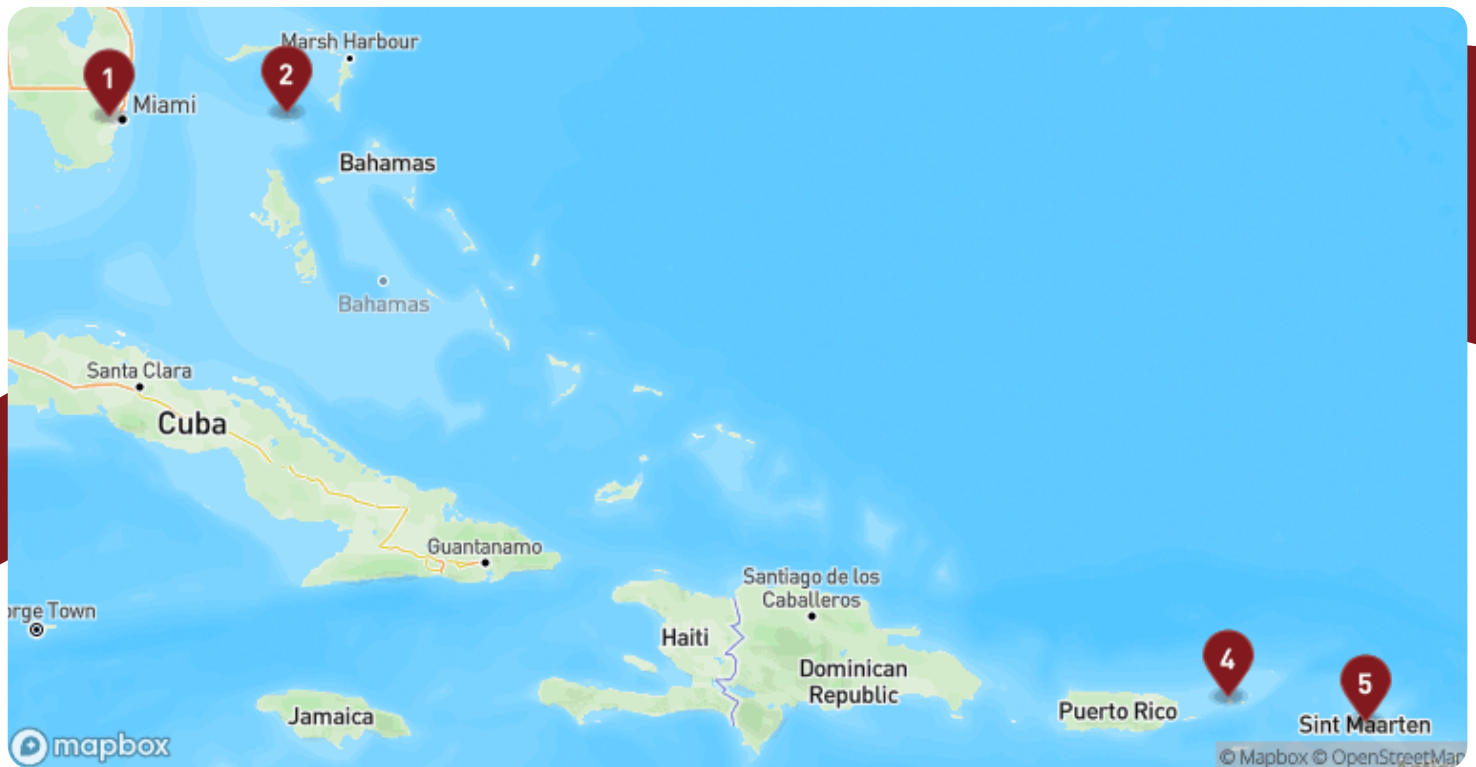 Marsh Harbour
1
2
Miami
Bahamas
Bahamas
Santa Clara
Cuba
Guantanamo
Santiago de los
Caballeros
orge Town
Haiti
4
Dominican
Republic
5
Puerto Rico
Jamaica
Sint Maarten
mapbox
© Mapbox © OpenStreetMap